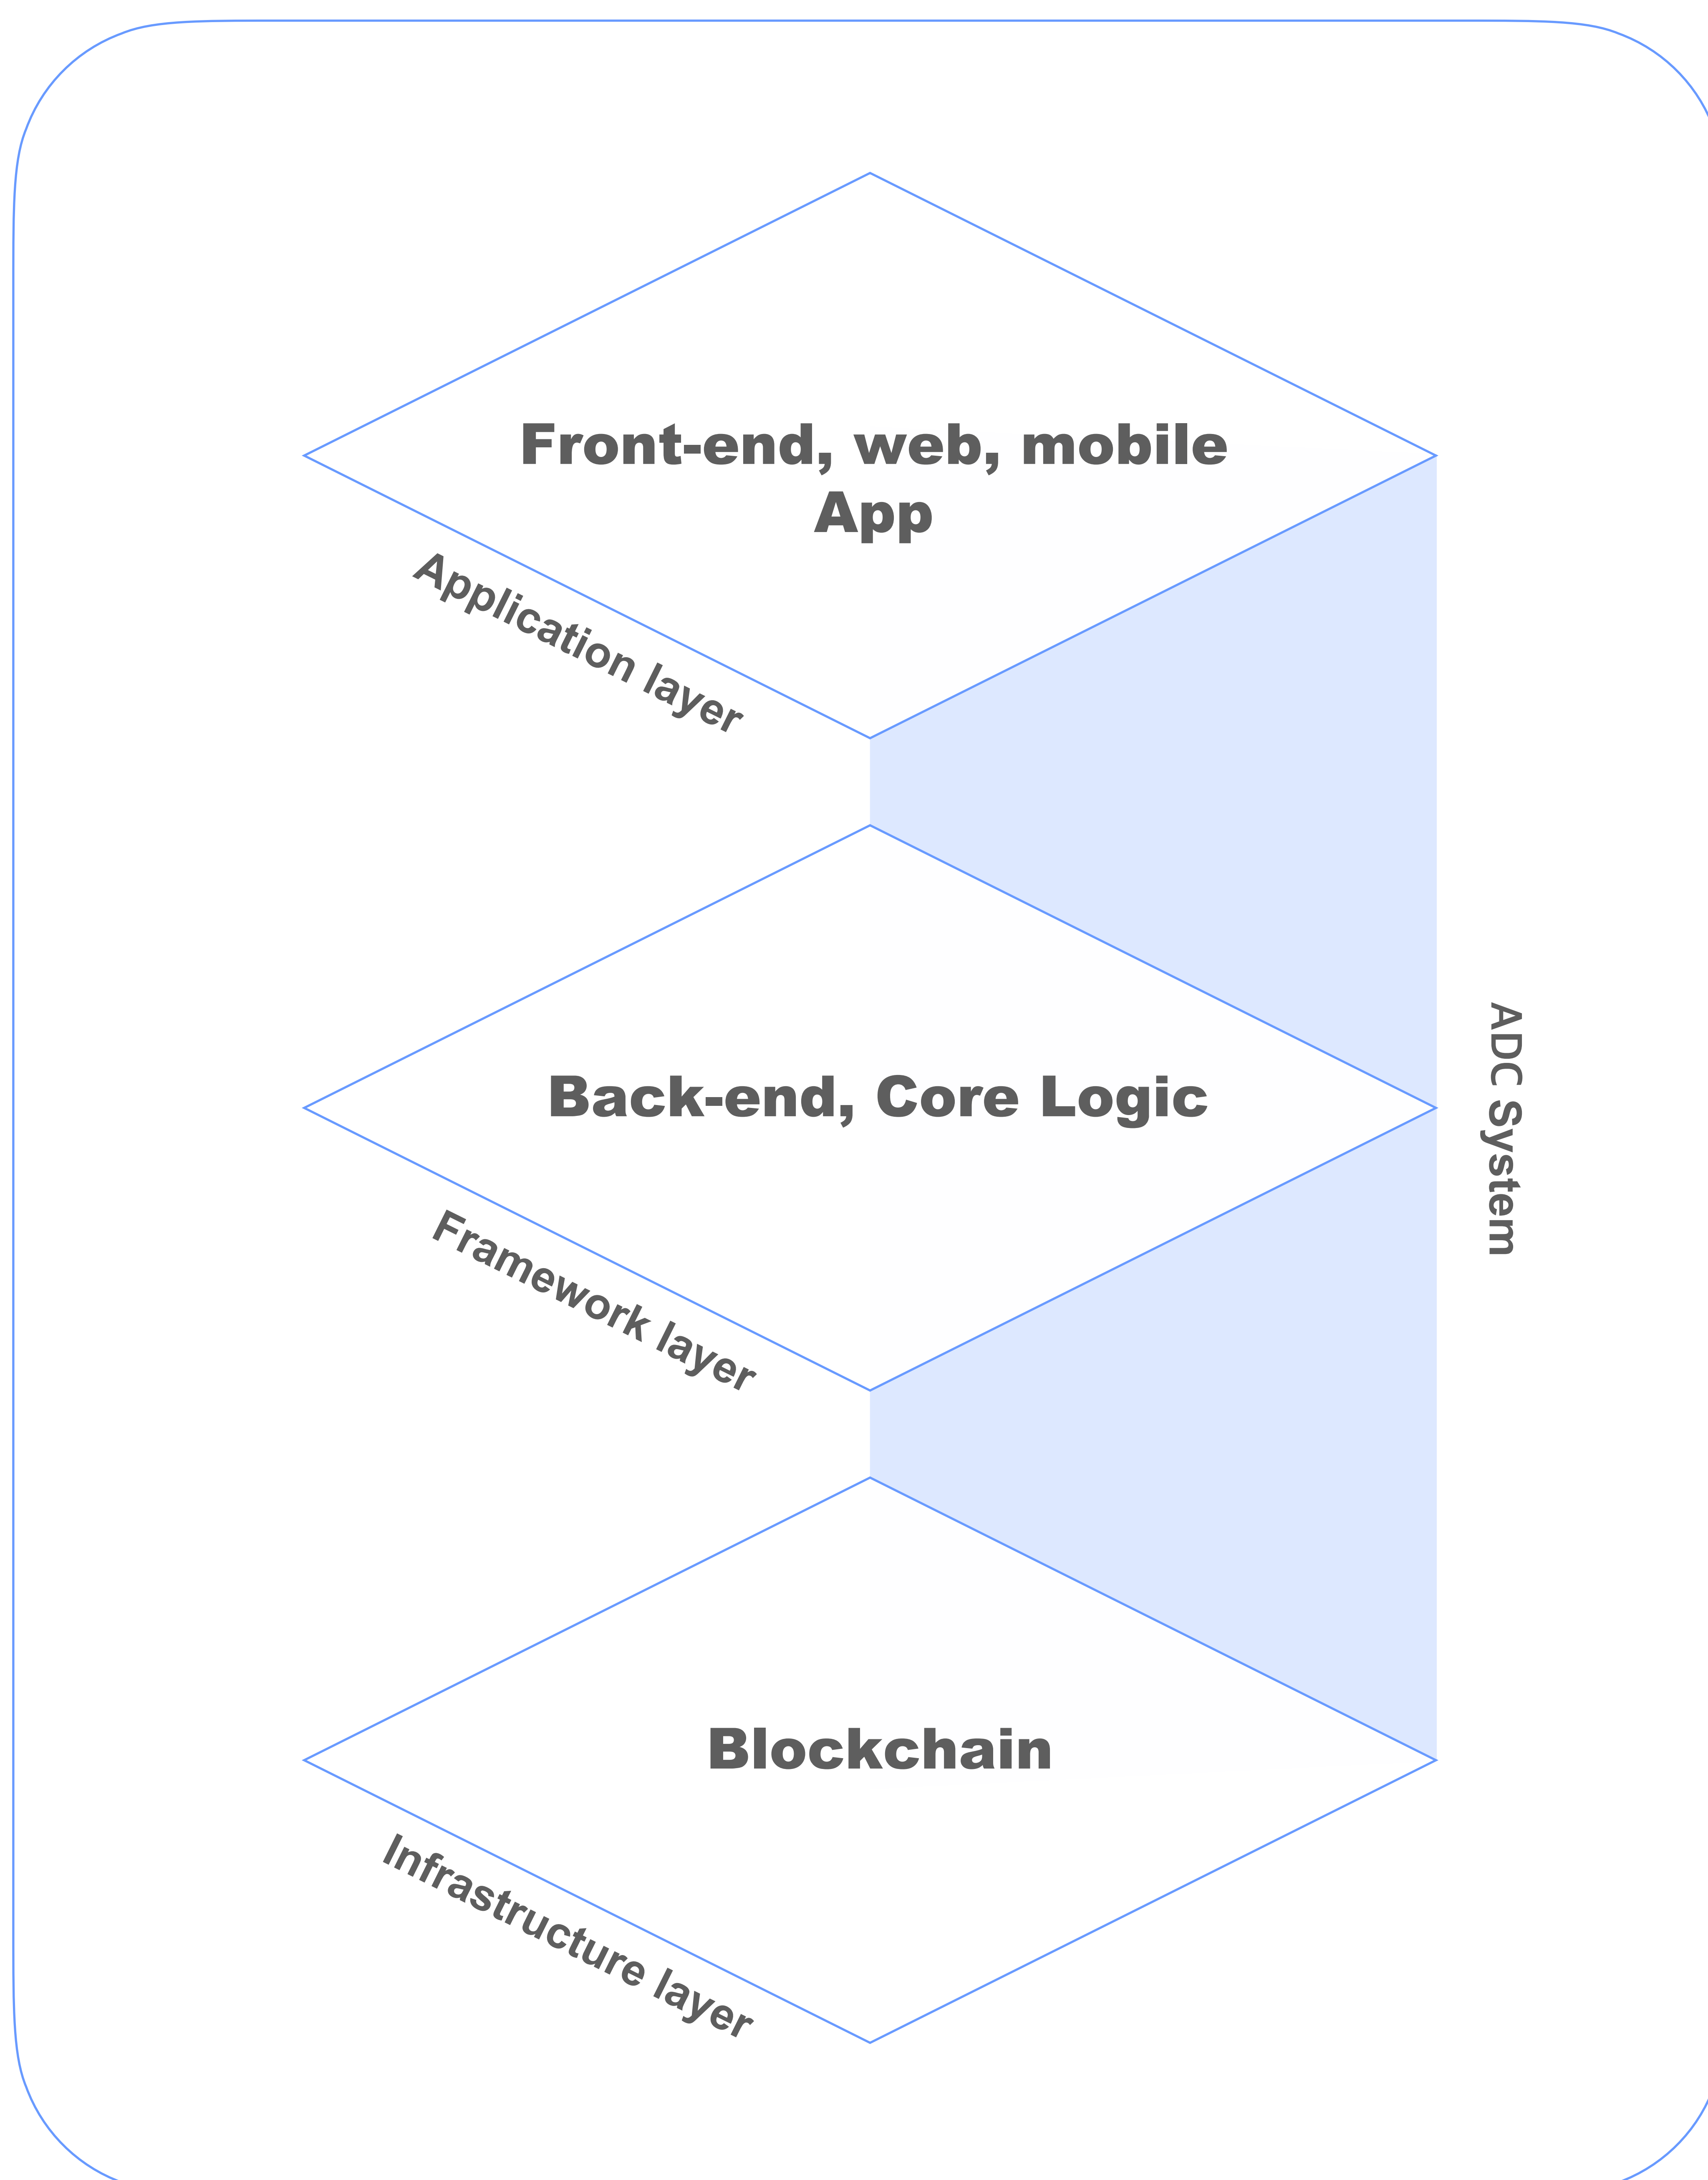 Front-end, web, mobile
App
Application layer
Back-end, Core Logic
Framework layer
ADC System
Blockchain
Infrastructure layer